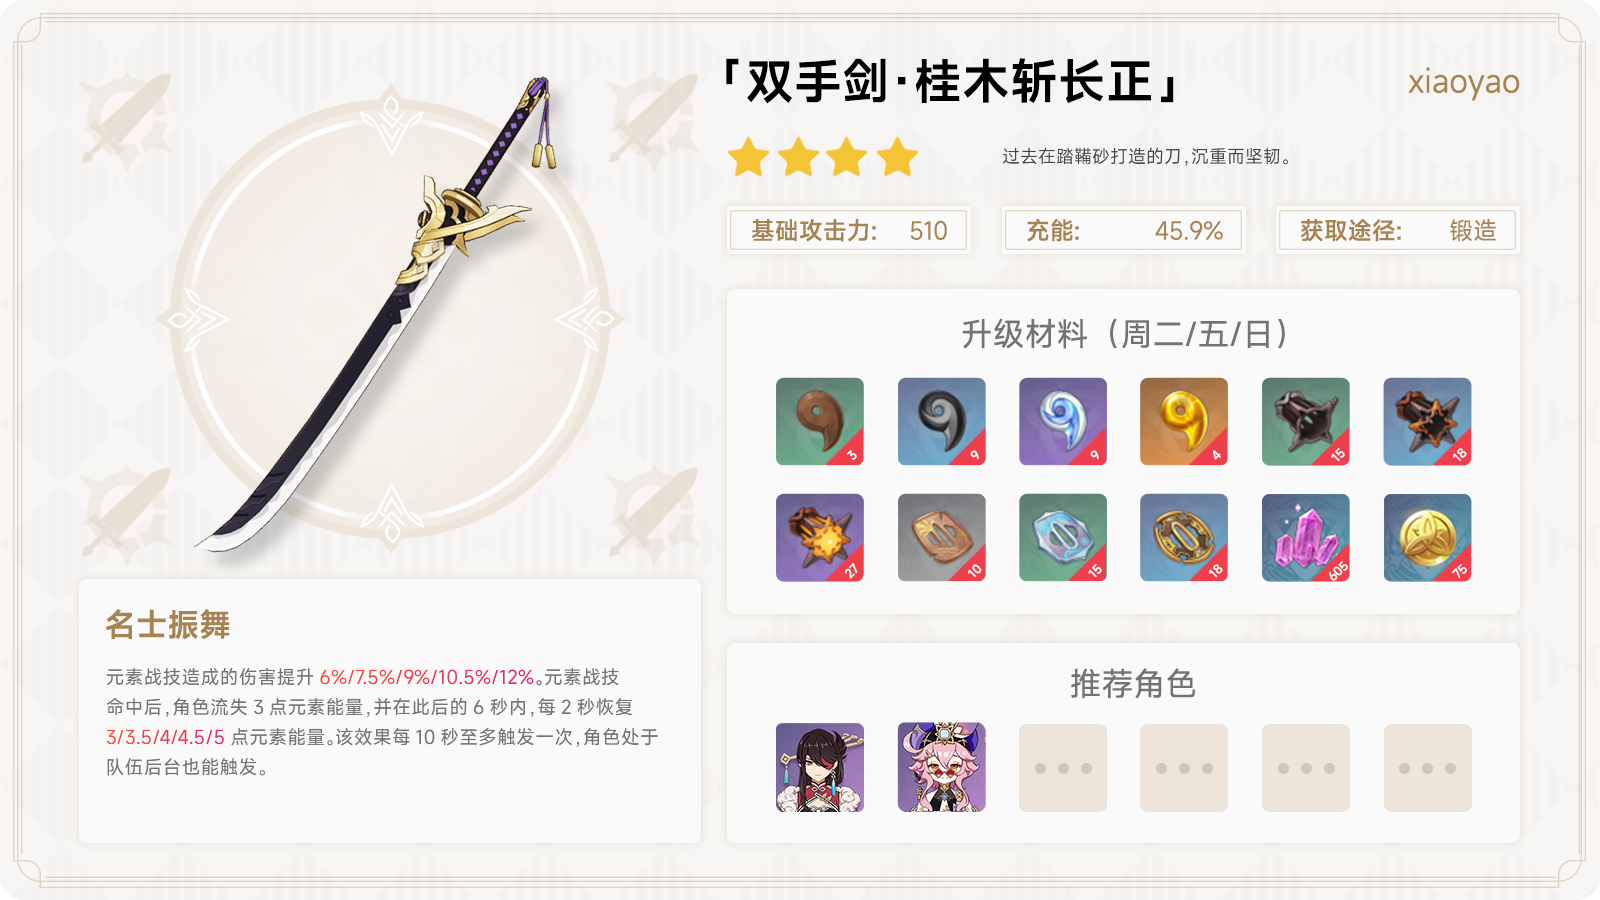 「双手剑·桂木斩长正」
xiaoyao
过去在踏鞴砂打造的刀,沉重而坚韧。
基础攻击力: 510
充能: 45.9%
获取途径: 锻造
升级材料（周二/五/日）
3 9 9 4 15 18
27 10 15 18 605 75
名士振舞
元素战技造成的伤害提升 6%/7.5%/9%/10.5%/12%。元素战技
命中后,角色流失 3 点元素能量,并在此后的 6 秒内,每 2 秒恢复
3/3.5/4/4.5/5 点元素能量。该效果每 10 秒至多触发一次,角色处于
队伍后台也能触发。
推荐角色